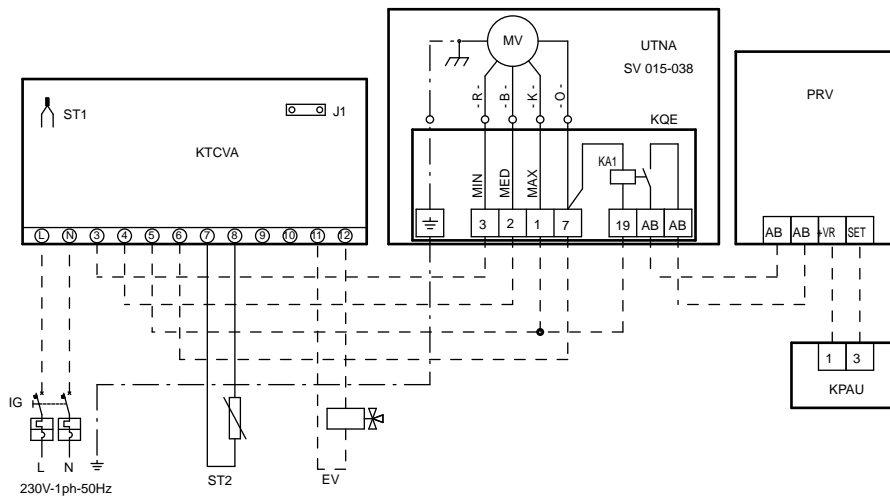 MV
UTNA
SV 015-038
PRV
ST1
J1
KTCVA
- R -
- B -
- K -
- O -
KQE
KA1
MIN
MED
MAX
L N 3 4 5 6 7 8 9 10 11 12
3 2 1 7 19 AB AB
AB AB +VR SET
1 3
KPAU
IG
L N
230V-1ph-50Hz
ST2
EV